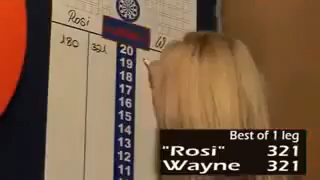 Rosi
W
180 321
20
19
18
17
16
15
14
13
12
Best of 1 leg
"Rosi" 321
Wayne 321